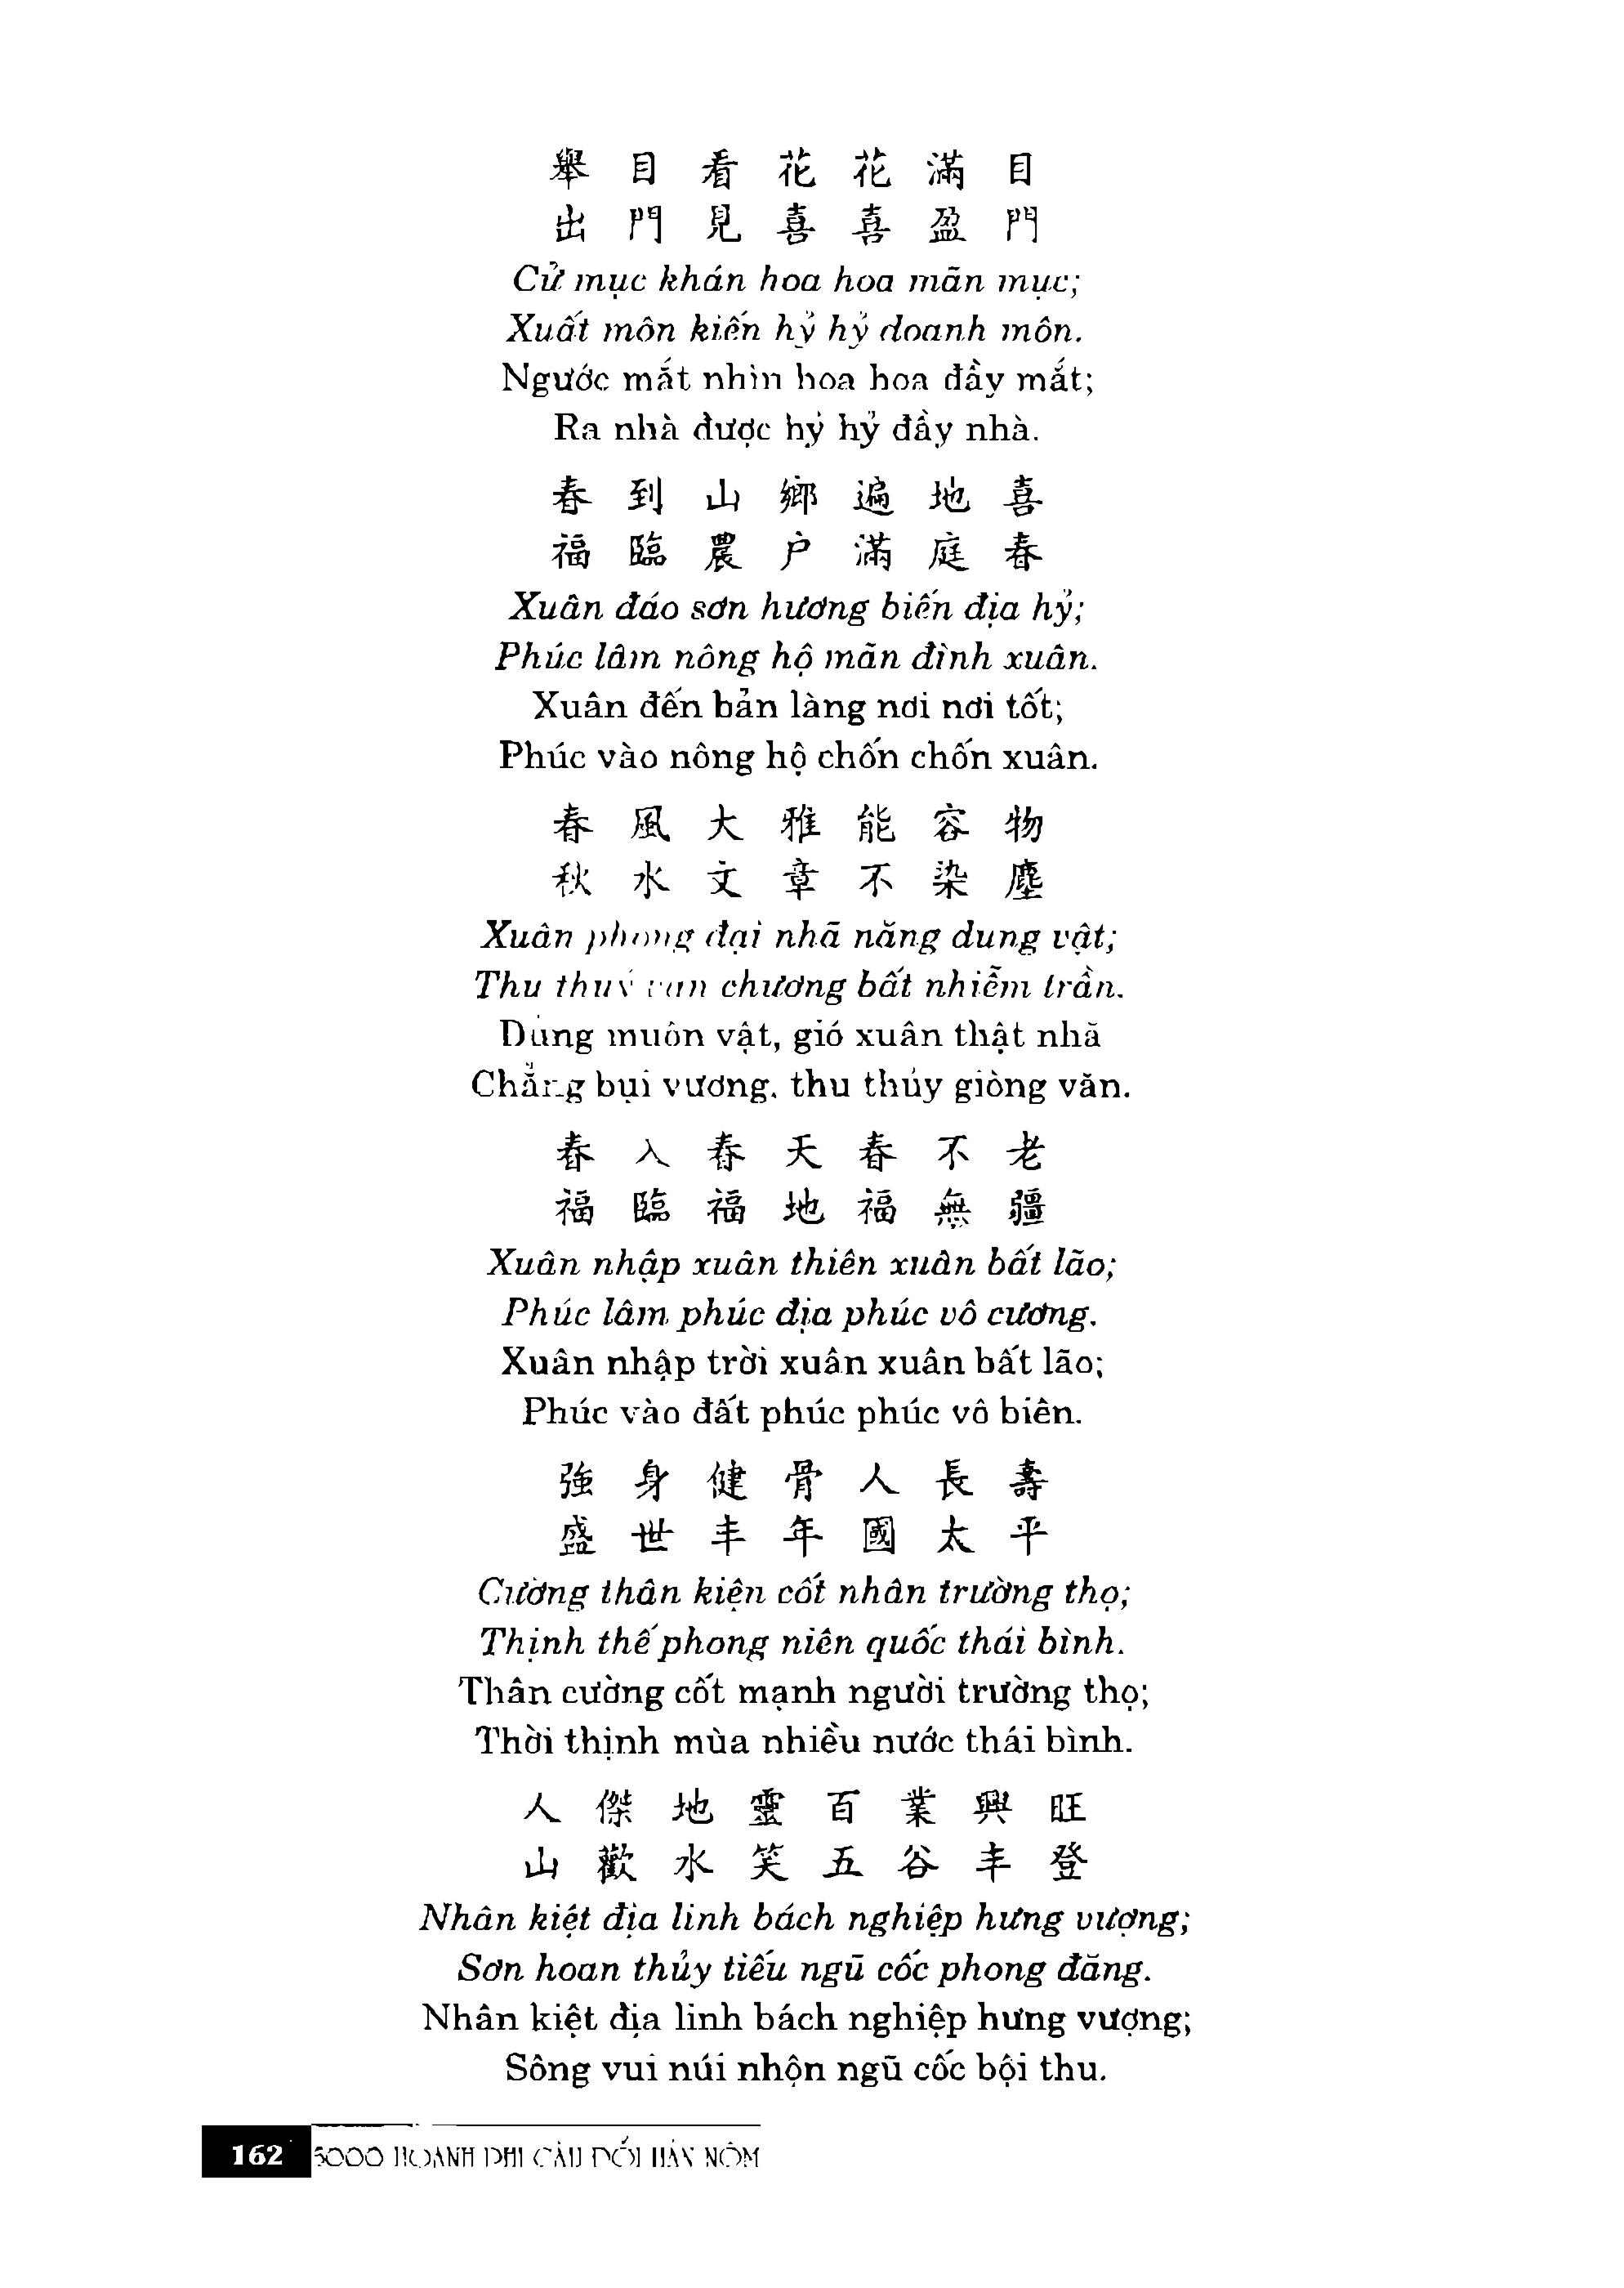 舉目看花花滿目
出門見喜喜盈門
Cử mục khán hoa hoa mãn mục;
Xuất môn kiến hỷ hỷ doanh môn.
Ngước mắt nhìn hoa hoa đầy mắt;
Ra nhà được hỷ hỷ đầy nhà.
春到山鄉遍地喜
福臨農户滿庭春
Xuân đáo sơn hương biến địa hỷ;
Phúc lâm nông hộ mãn đình xuân.
Xuân đến bản làng nơi nơi tốt;
Phúc vào nông hộ chốn chốn xuân.
春風大雅能容物
秋水文章不染塵
Xuân phong đại nhã năng dung vật;
Thu thuỷ văn chương bất nhiễm trần.
Dung muôn vật, gió xuân thật nhã
Chẳng bụi vương, thu thủy giòng văn.
春入春天春不老
福臨福地福無疆
Xuân nhập xuân thiên xuân bất lão;
Phúc lâm phúc địa phúc vô cương.
Xuân nhập trời xuân xuân bất lão;
Phúc vào đất phúc phúc vô biên.
強身健骨人長壽
盛世丰年國太平
Cường thân kiện cốt nhân trường thọ;
Thịnh thế phong niên quốc thái bình.
Thân cường cốt mạnh người trường thọ;
Thời thịnh mùa nhiều nước thái bình.
人傑地靈百業興旺
山歡水笑五谷丰登
Nhân kiệt địa linh bách nghiệp hưng vượng;
Sơn hoan thủy tiếu ngũ cốc phong đăng.
Nhân kiệt địa linh bách nghiệp hưng vượng;
Sông vui núi nhộn ngũ cốc bội thu.
162 5000 HOÀNH PHI CÂU ĐỐI HÁN NÔM